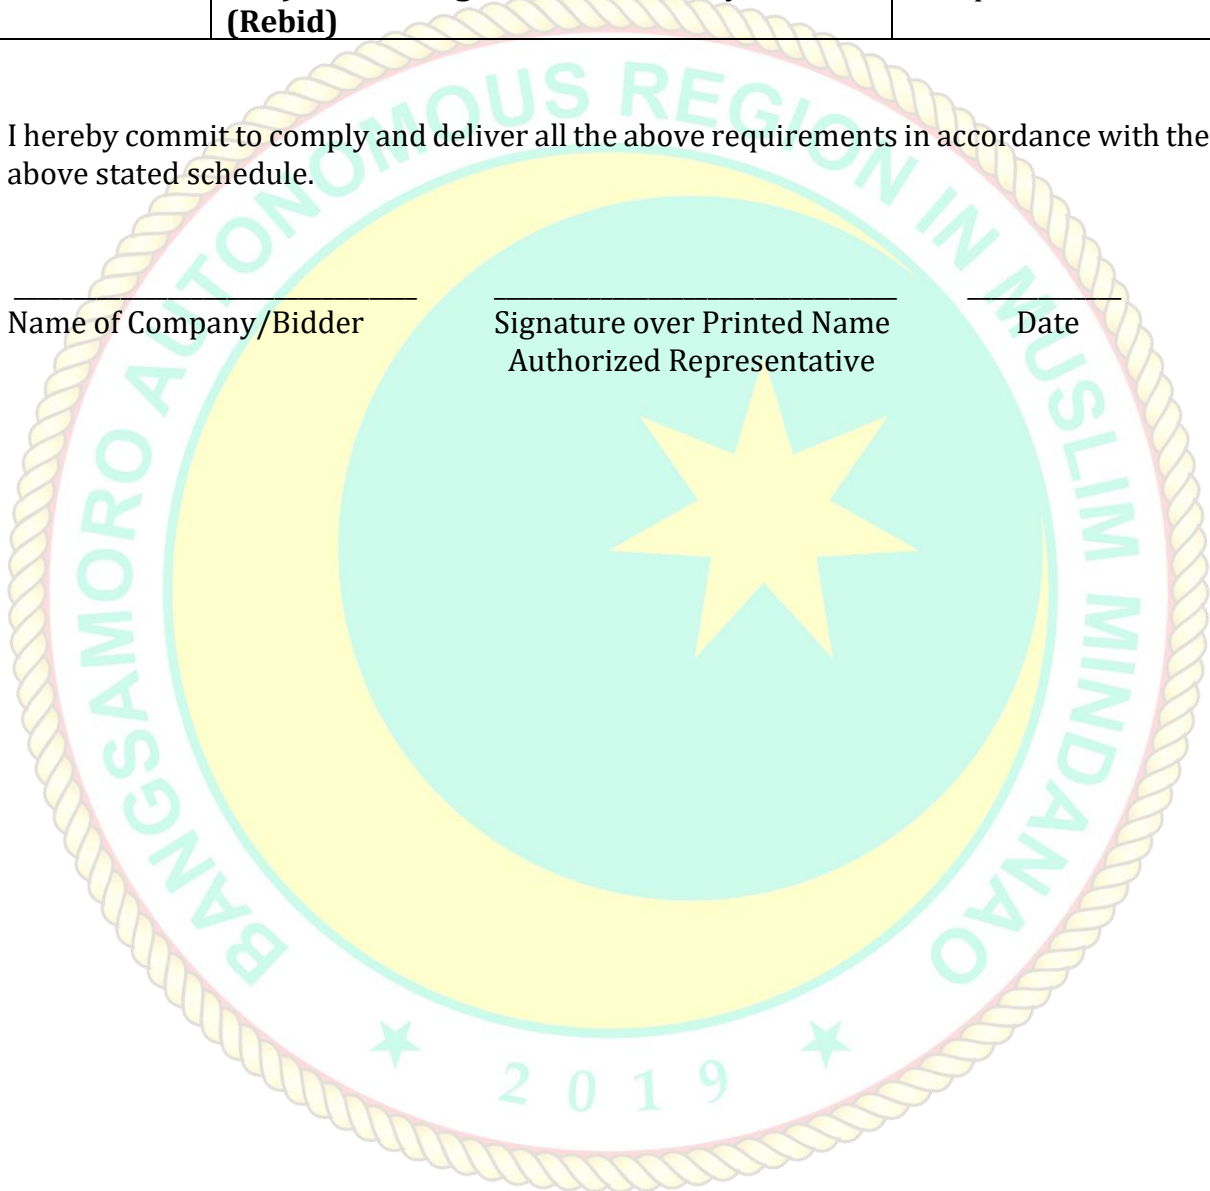 (Rebid)
I hereby commit to comply and deliver all the above requirements in accordance with the
above stated schedule.
Name of Company/Bidder Signature over Printed Name Date
Authorized Representative
BANGSAMORO AUTONOMOUS REGION IN MUSLIM MINDANAO
2019